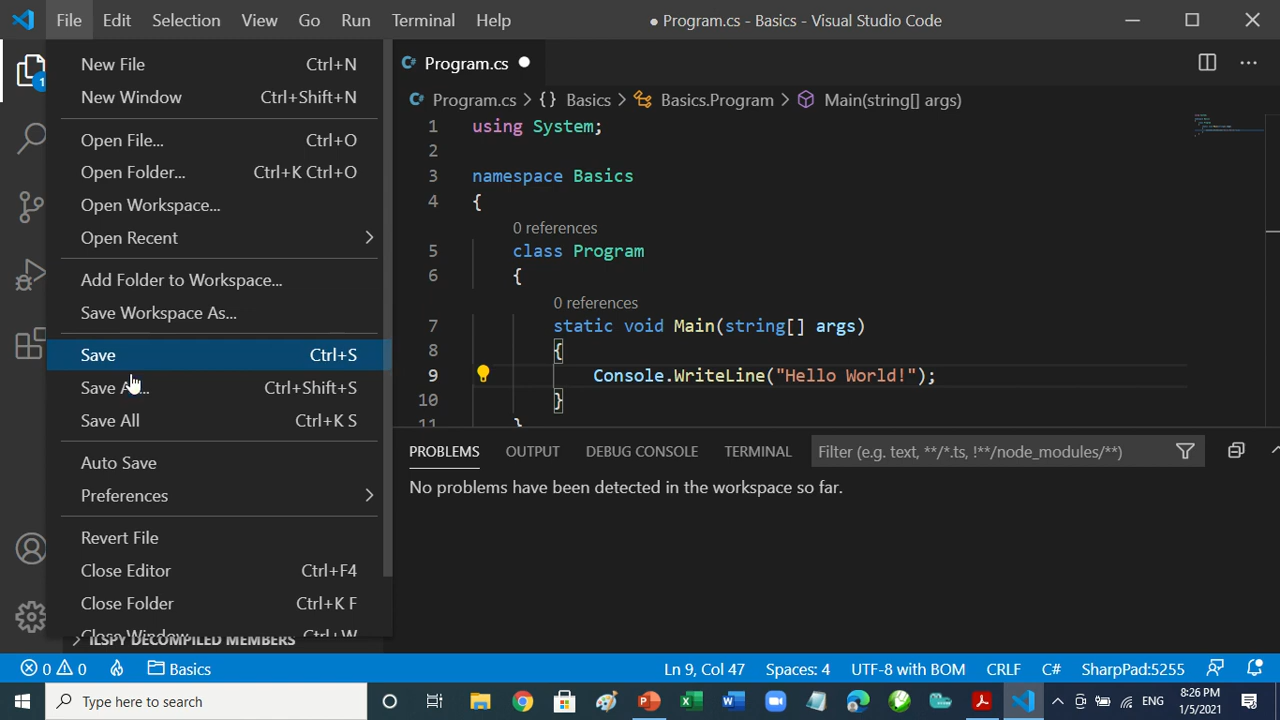 File Edit Selection View Go Run Terminal Help
● Program.cs - Basics - Visual Studio Code
New File Ctrl+N
New Window Ctrl+Shift+N
Open File... Ctrl+O
Open Folder... Ctrl+K Ctrl+O
Open Workspace...
Open Recent
Add Folder to Workspace...
Save Workspace As...
Save Ctrl+S
Save Ctrl+Shift+S
Save All Ctrl+K S
Auto Save
Preferences
Revert File
Close Editor Ctrl+F4
Close Folder Ctrl+K F
Close Window Ctrl+W
ILSPY DECOMPILED MEMBERS
1
Program.cs
Program.cs > {} Basics > Basics.Program > Main(string[] args)
1 using System;
2
3 namespace Basics
4 {
0 references
5 class Program
6 {
0 references
7 static void Main(string[] args)
8 {
9 Console.WriteLine("Hello World!");
10 }
11 }
PROBLEMS OUTPUT DEBUG CONSOLE TERMINAL Filter (e.g. text, **/*.ts, !**/node_modules/**)
No problems have been detected in the workspace so far.
0 0 Basics Ln 9, Col 47 Spaces: 4 UTF-8 with BOM CRLF C# SharpPad:5255
Type here to search
ENG
8:26 PM
1/5/2021